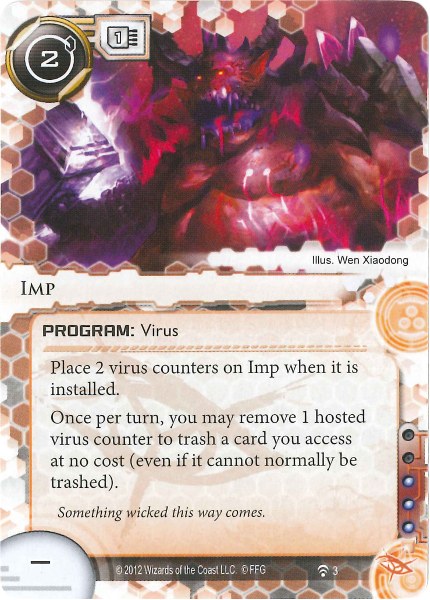 2
1
Illus. Wen Xiaodong
Imp
PROGRAM: Virus
Place 2 virus counters on Imp when it is
installed.
Once per turn, you may remove 1 hosted
virus counter to trash a card you access
at no cost (even if it cannot normally be
trashed).
Something wicked this way comes.
–
© 2012 Wizards of the Coast LLC. © FFG
3